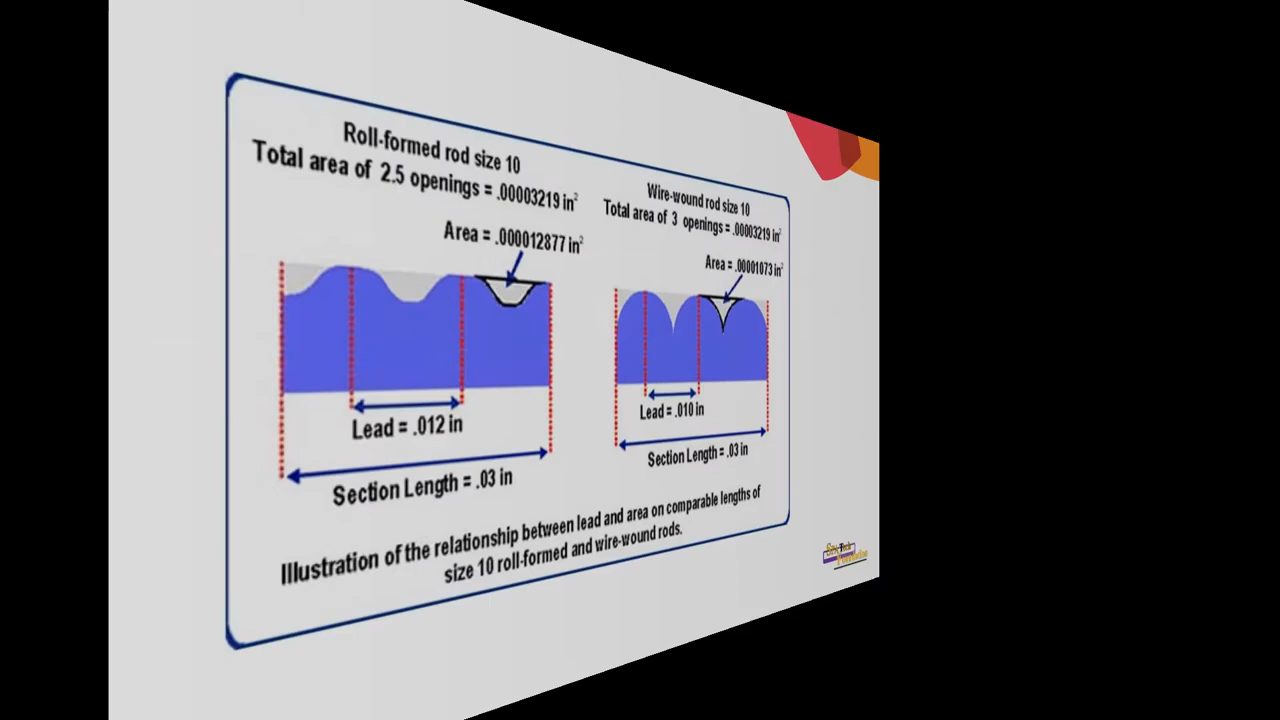 Roll-formed rod size 10
Total area of 2.5 openings = .00003219 in²
Area = .000012877 in²
Lead = .012 in
Section Length = .03 in
Wire-wound rod size 10
Total area of 3 openings = .00003219 in²
Area = .00001073 in²
Lead = .010 in
Section Length = .03 in
Illustration of the relationship between lead and area on comparable lengths of
size 10 roll-formed and wire-wound rods.